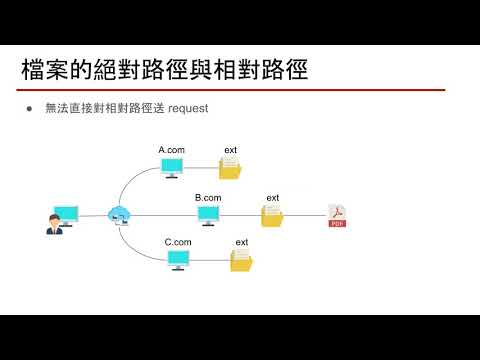 檔案的絕對路徑與相對路徑
● 無法直接對相對路徑送 request
A.com ext
B.com ext
PDF
C.com ext